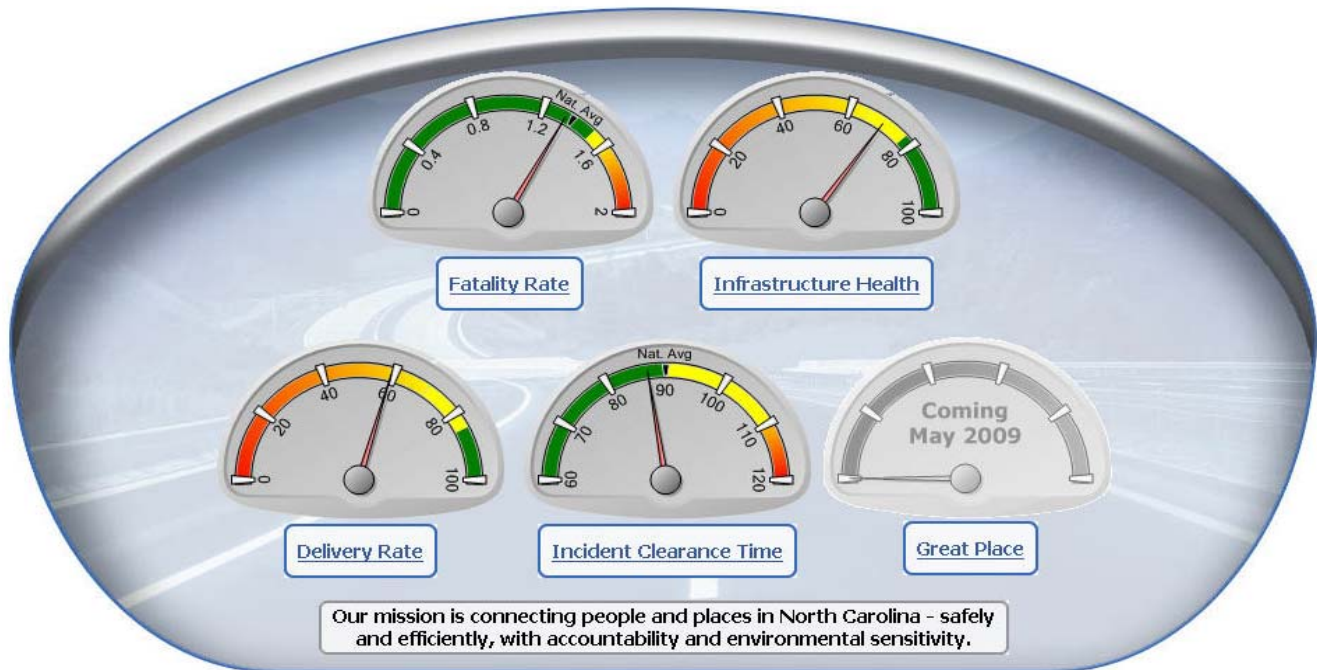 Nat. Avg
0
0.4
0.8
1.2
1.6
2
0
20
40
60
80
100
Fatality Rate
Infrastructure Health
Nat. Avg
0
20
40
60
80
100
60
70
80
90
100
110
120
Coming
May 2009
Delivery Rate
Incident Clearance Time
Great Place
Our mission is connecting people and places in North Carolina - safely
and efficiently, with accountability and environmental sensitivity.